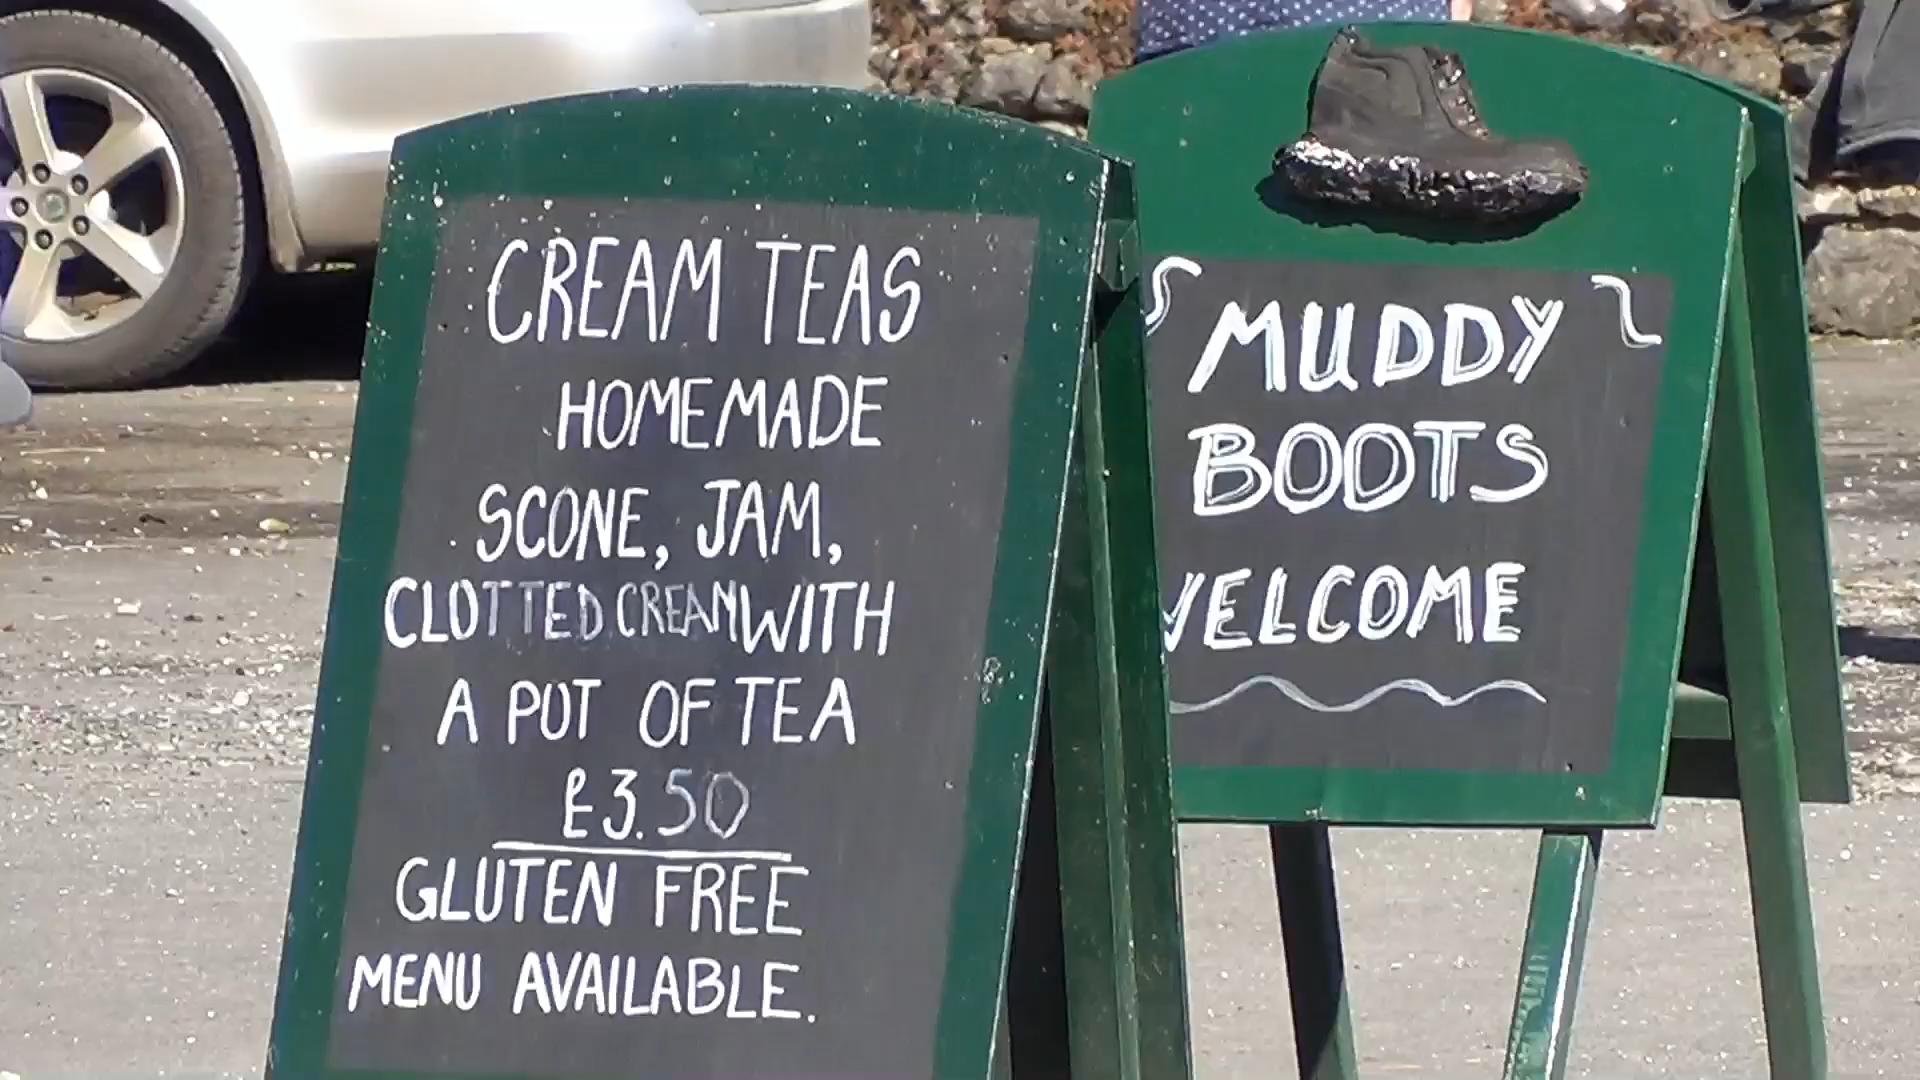 CREAM TEAS
HOMEMADE
SCONE, JAM,
CLOTTED CREAM WITH
A POT OF TEA
£3.50
GLUTEN FREE
MENU AVAILABLE.
MUDDY
BOOTS
WELCOME